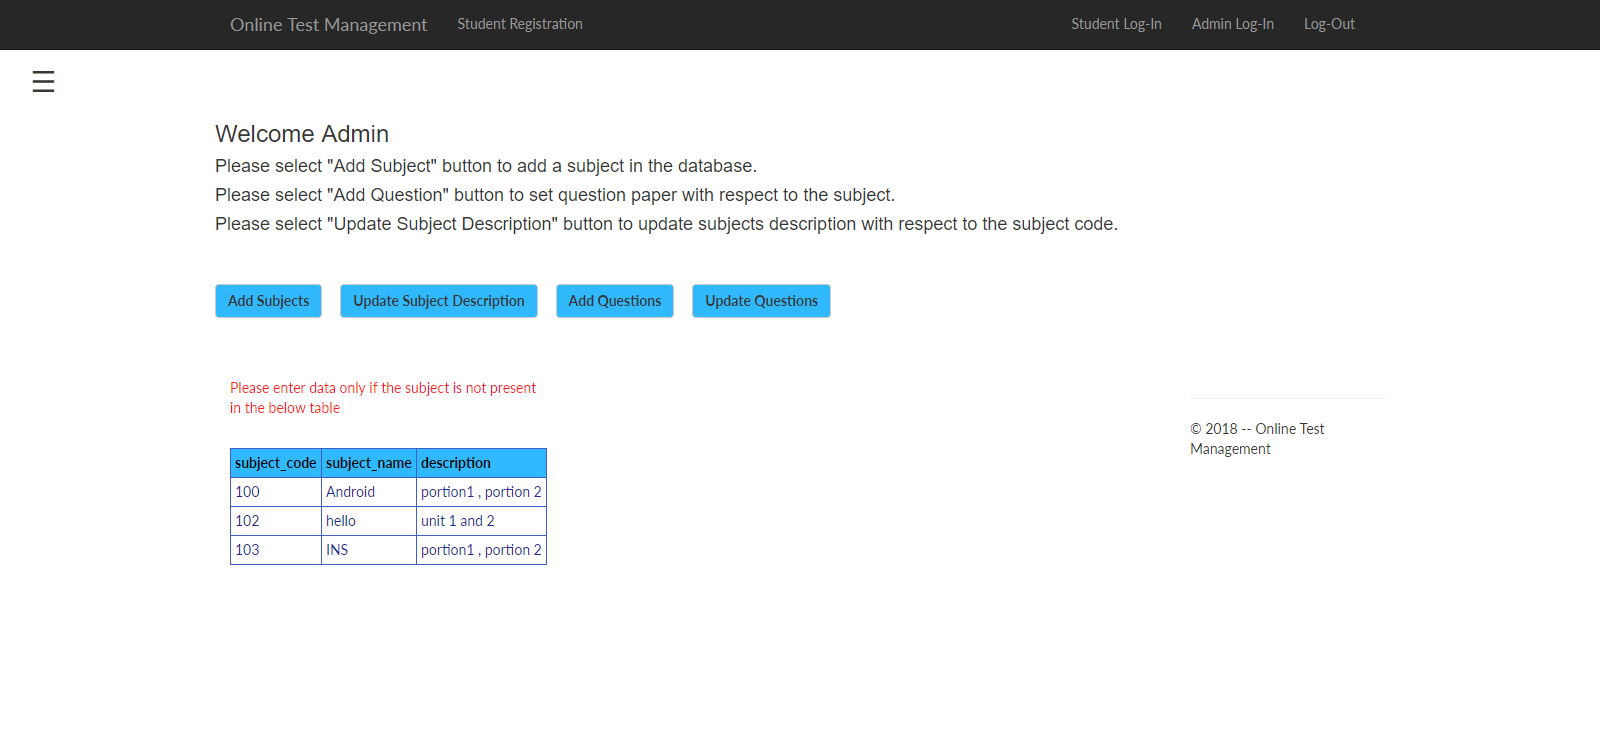 Online Test Management Student Registration Student Log-In Admin Log-In Log-Out
Welcome Admin
Please select "Add Subject" button to add a subject in the database.
Please select "Add Question" button to set question paper with respect to the subject.
Please select "Update Subject Description" button to update subjects description with respect to the subject code.
Add Subjects Update Subject Description Add Questions Update Questions
Please enter data only if the subject is not present
in the below table
subject_code subject_name description
100 Android portion1 , portion 2
102 hello unit 1 and 2
103 INS portion1 , portion 2
© 2018 -- Online Test
Management